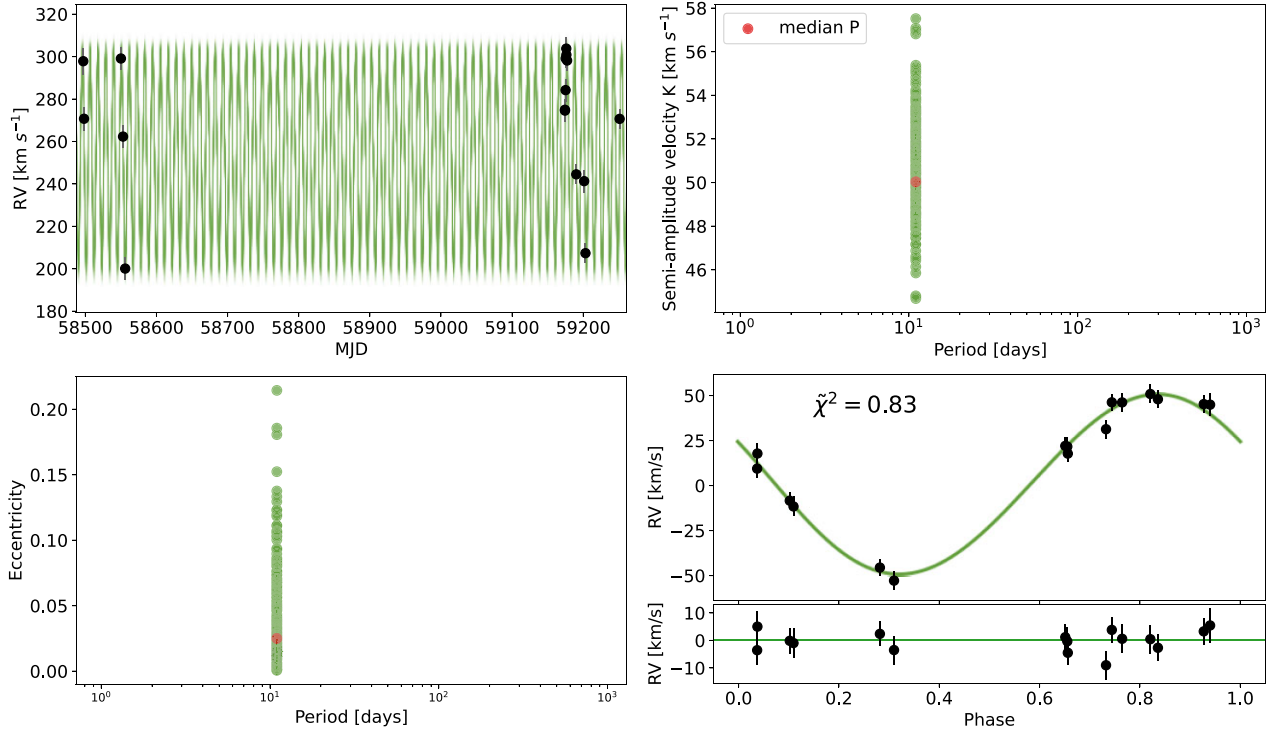 320
300
280
260
240
220
200
180
RV [km s⁻¹]
58500 58600 58700 58800 58900 59000 59100 59200
MJD
58
56
54
52
50
48
46
Semi-amplitude velocity K [km s⁻¹]
median P
10⁰ 10¹ 10² 10³
Period [days]
0.20
0.15
0.10
0.05
0.00
Eccentricity
10⁰ 10¹ 10² 10³
Period [days]
χ̃² = 0.83
50
25
0
−25
−50
RV [km/s]
10
0
−10
RV [km/s]
0.0 0.2 0.4 0.6 0.8 1.0
Phase